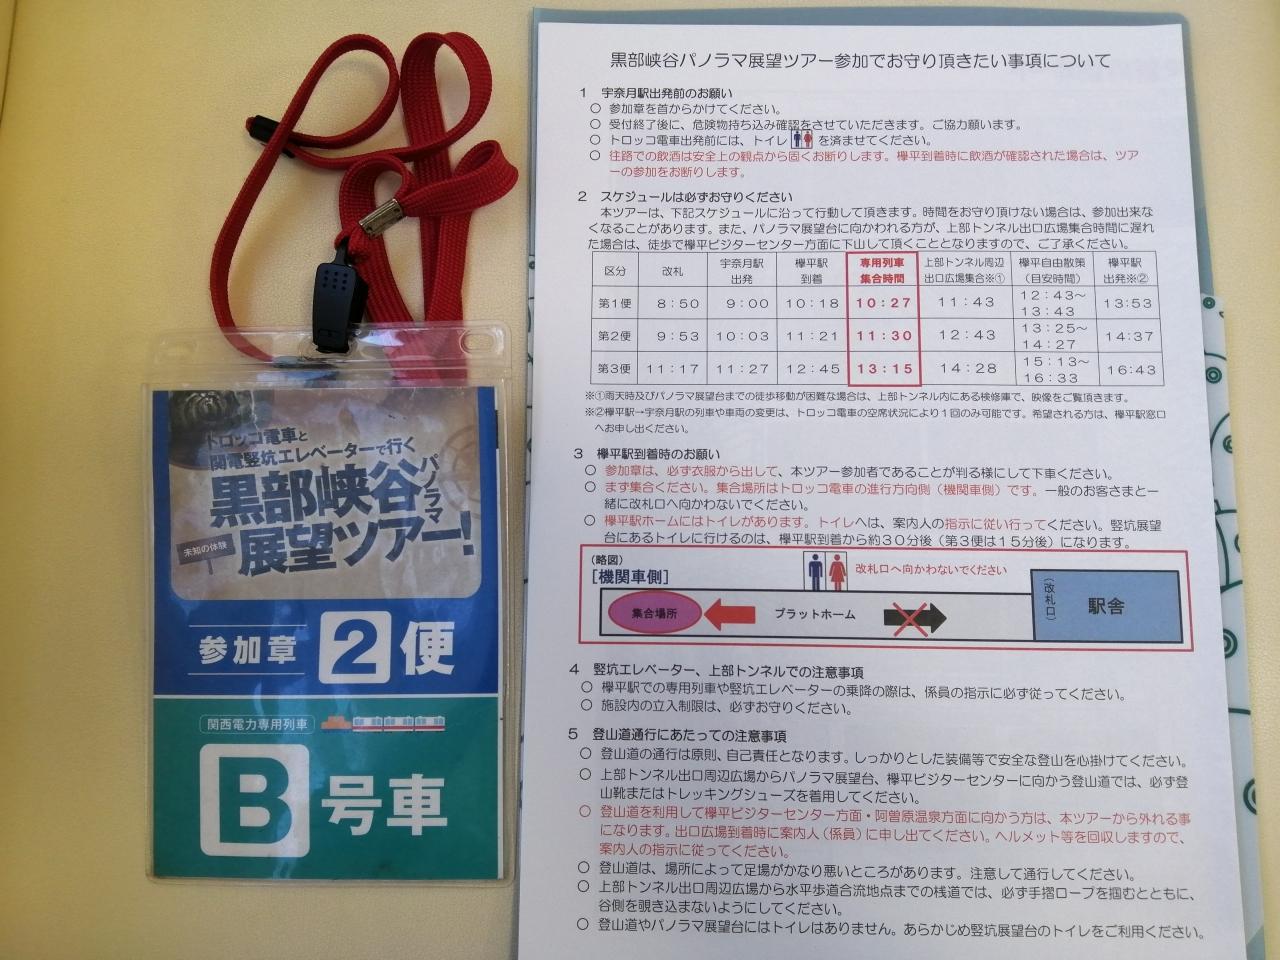 トロッコ電車と
関電竪坑エレベーターで行く
黒部峡谷パノラマ
展望ツアー!
未知の体験
参加章 2便
関西電力専用列車
B号車
黒部峡谷パノラマ展望ツアー参加でお守り頂きたい事項について
1 宇奈月駅出発前のお願い
○ 参加章を首からかけてください。
○ 受付終了後に、危険物持ち込み確認をさせていただきます。ご協力願います。
○ トロッコ電車出発前には、トイレ を済ませてください。
○ 往路での飲酒は安全上の観点から固くお断りします。欅平到着時に飲酒が確認された場合は、ツア
ーの参加をお断りします。
2 スケジュールは必ずお守りください
本ツアーは、下記スケジュールに沿って行動して頂きます。時間をお守り頂けない場合は、参加出来な
くなることがあります。また、パノラマ展望台に向かわれる方が、上部トンネル出口広場集合時間に遅れ
た場合は、徒歩で欅平ビジターセンター方面に下山して頂くこととなりますので、ご了承ください。
区分 改札 宇奈月駅出発 欅平駅到着 専用列車集合時間 上部トンネル周辺出口広場集合※① 欅平自由散策(目安時間) 欅平駅出発※②
第1便 8:50 9:00 10:18 10:27 11:43 12:43～13:43 13:53
第2便 9:53 10:03 11:21 11:30 12:43 13:25～14:27 14:37
第3便 11:17 11:27 12:45 13:15 14:28 15:13～16:33 16:43
※①雨天時及びパノラマ展望台までの徒歩移動が困難な場合は、上部トンネル内にある検修庫で、映像をご覧頂きます。
※②欅平駅→宇奈月駅の列車や車両の変更は、トロッコ電車の空席状況により1回のみ可能です。希望される方は、欅平駅窓口
へお申し出ください。
3 欅平駅到着時のお願い
○ 参加章は、必ず衣服から出して、本ツアー参加者であることが判る様にして下車ください。
○ まず集合ください。集合場所はトロッコ電車の進行方向側(機関車側)です。一般のお客さまと一
緒に改札口へ向かわないでください。
○ 欅平駅ホームにはトイレがあります。トイレへは、案内人の指示に従い行ってください。竪坑展望
台にあるトイレに行けるのは、欅平駅到着から約30分後(第3便は15分後)になります。
(略図)
[機関車側]
改札口へ向かわないでください
集合場所
プラットホーム
(改札口)
駅舎
4 竪坑エレベーター、上部トンネルでの注意事項
○ 欅平駅での専用列車や竪坑エレベーターの乗降の際は、係員の指示に必ず従ってください。
○ 施設内の立入制限は、必ずお守りください。
5 登山道通行にあたっての注意事項
○ 登山道の通行は原則、自己責任となります。しっかりとした装備等で安全な登山を心掛けてください。
○ 上部トンネル出口周辺広場からパノラマ展望台、欅平ビジターセンターに向かう登山道では、必ず登
山靴またはトレッキングシューズを着用してください。
○ 登山道を利用して欅平ビジターセンター方面・阿曽原温泉方面に向かう方は、本ツアーから外れる事
になります。出口広場到着時に案内人(係員)に申し出てください。ヘルメット等を回収しますので、
案内人の指示に従ってください。
○ 登山道は、場所によって足場がかなり悪いところがあります。注意して通行してください。
○ 上部トンネル出口周辺広場から水平歩道合流地点までの桟道では、必ず手摺ロープを掴むとともに、
谷側を覗き込まないようにしてください。
○ 登山道やパノラマ展望台にはトイレはありません。あらかじめ竪坑展望台のトイレをご利用ください。